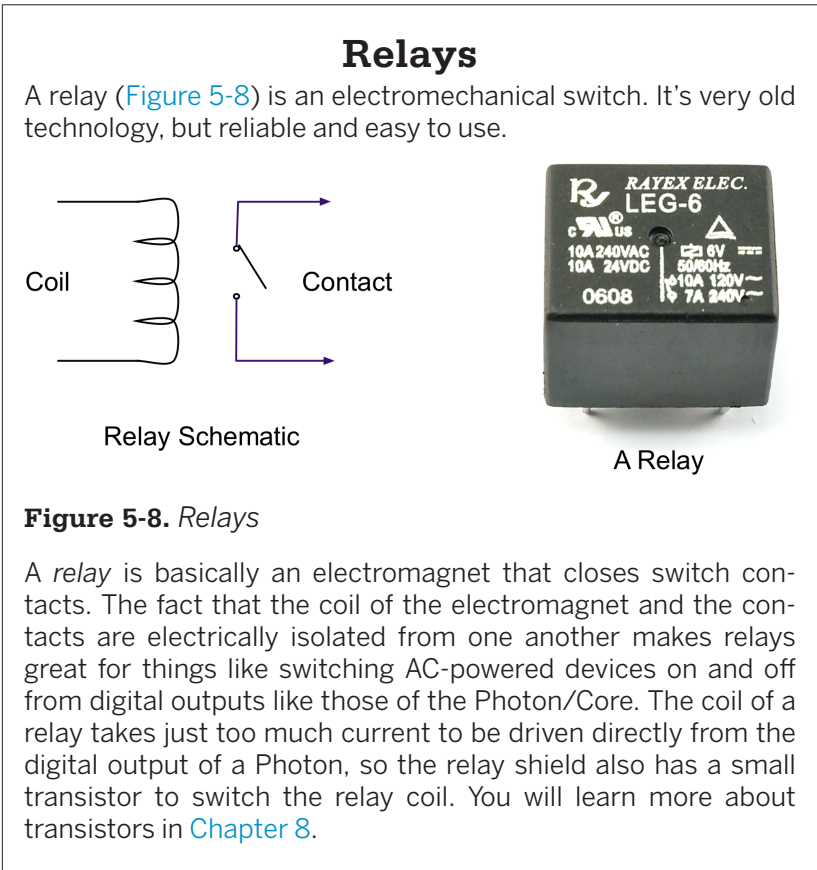 Relays
A relay (Figure 5-8) is an electromechanical switch. It's very old
technology, but reliable and easy to use.
Coil
Contact
Relay Schematic
RAYEX ELEC.
LEG-6
C US ®
10A 240VAC 6V
10A 24VDC 50/60Hz
10A 120V~
0608 7A 240V~
A Relay
Figure 5-8. Relays
A relay is basically an electromagnet that closes switch con-
tacts. The fact that the coil of the electromagnet and the con-
tacts are electrically isolated from one another makes relays
great for things like switching AC-powered devices on and off
from digital outputs like those of the Photon/Core. The coil of a
relay takes just too much current to be driven directly from the
digital output of a Photon, so the relay shield also has a small
transistor to switch the relay coil. You will learn more about
transistors in Chapter 8.